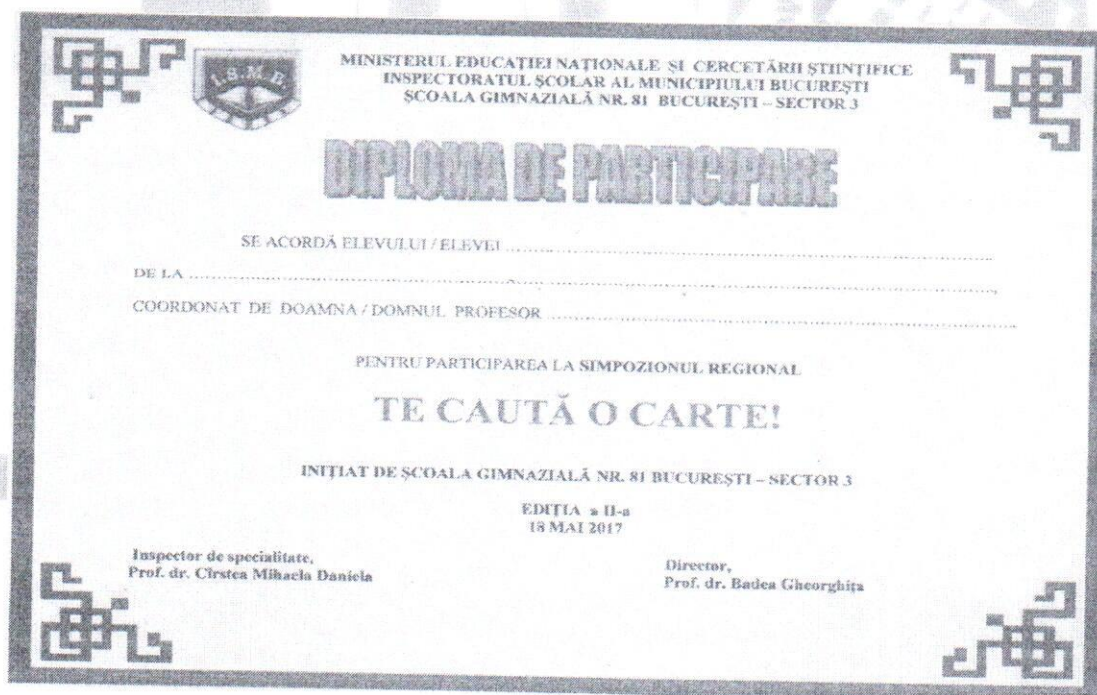 I.S.M.B.
MINISTERUL EDUCAȚIEI NAȚIONALE ȘI CERCETĂRII ȘTIINȚIFICE
INSPECTORATUL ȘCOLAR AL MUNICIPIULUI BUCUREȘTI
ȘCOALA GIMNAZIALĂ NR. 81 BUCUREȘTI – SECTOR 3
DIPLOMA DE PARTICIPARE
SE ACORDĂ ELEVULUI / ELEVEI ........................................
DE LA ........................................
COORDONAT DE DOAMNA / DOMNUL PROFESOR ........................................
PENTRU PARTICIPAREA LA SIMPOZIONUL REGIONAL
TE CAUTĂ O CARTE!
INIȚIAT DE ȘCOALA GIMNAZIALĂ NR. 81 BUCUREȘTI – SECTOR 3
EDIȚIA a II-a
18 MAI 2017
Inspector de specialitate,
Prof. dr. Cîrstea Mihaela Daniela
Director,
Prof. dr. Badea Gheorghița